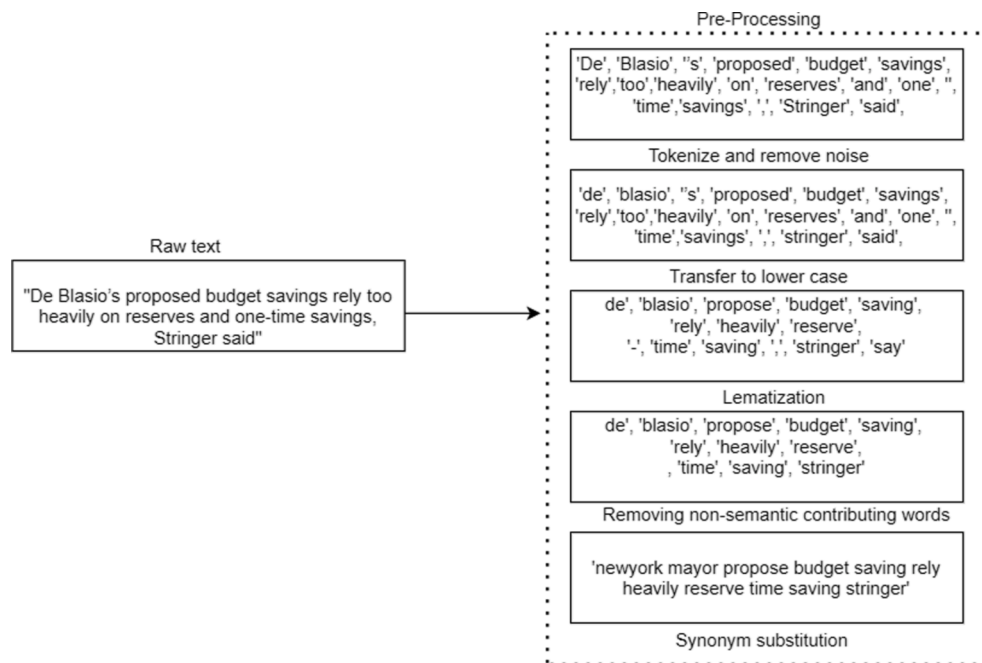 Pre-Processing
'De', 'Blasio', "'s', 'proposed', 'budget', 'savings',
'rely','too','heavily', 'on', 'reserves', 'and', 'one', '',
'time','savings', ',', 'Stringer', 'said',
Tokenize and remove noise
'de', 'blasio', "'s', 'proposed', 'budget', 'savings',
'rely','too','heavily', 'on', 'reserves', 'and', 'one', '',
'time','savings', ',', 'stringer', 'said',
Raw text
"De Blasio's proposed budget savings rely too
heavily on reserves and one-time savings,
Stringer said"
Transfer to lower case
de', 'blasio', 'propose', 'budget', 'saving',
'rely', 'heavily', 'reserve',
'-', 'time', 'saving', ',', 'stringer', 'say'
Lematization
de', 'blasio', 'propose', 'budget', 'saving',
'rely', 'heavily', 'reserve',
, 'time', 'saving', 'stringer'
Removing non-semantic contributing words
'newyork mayor propose budget saving rely
heavily reserve time saving stringer'
Synonym substitution